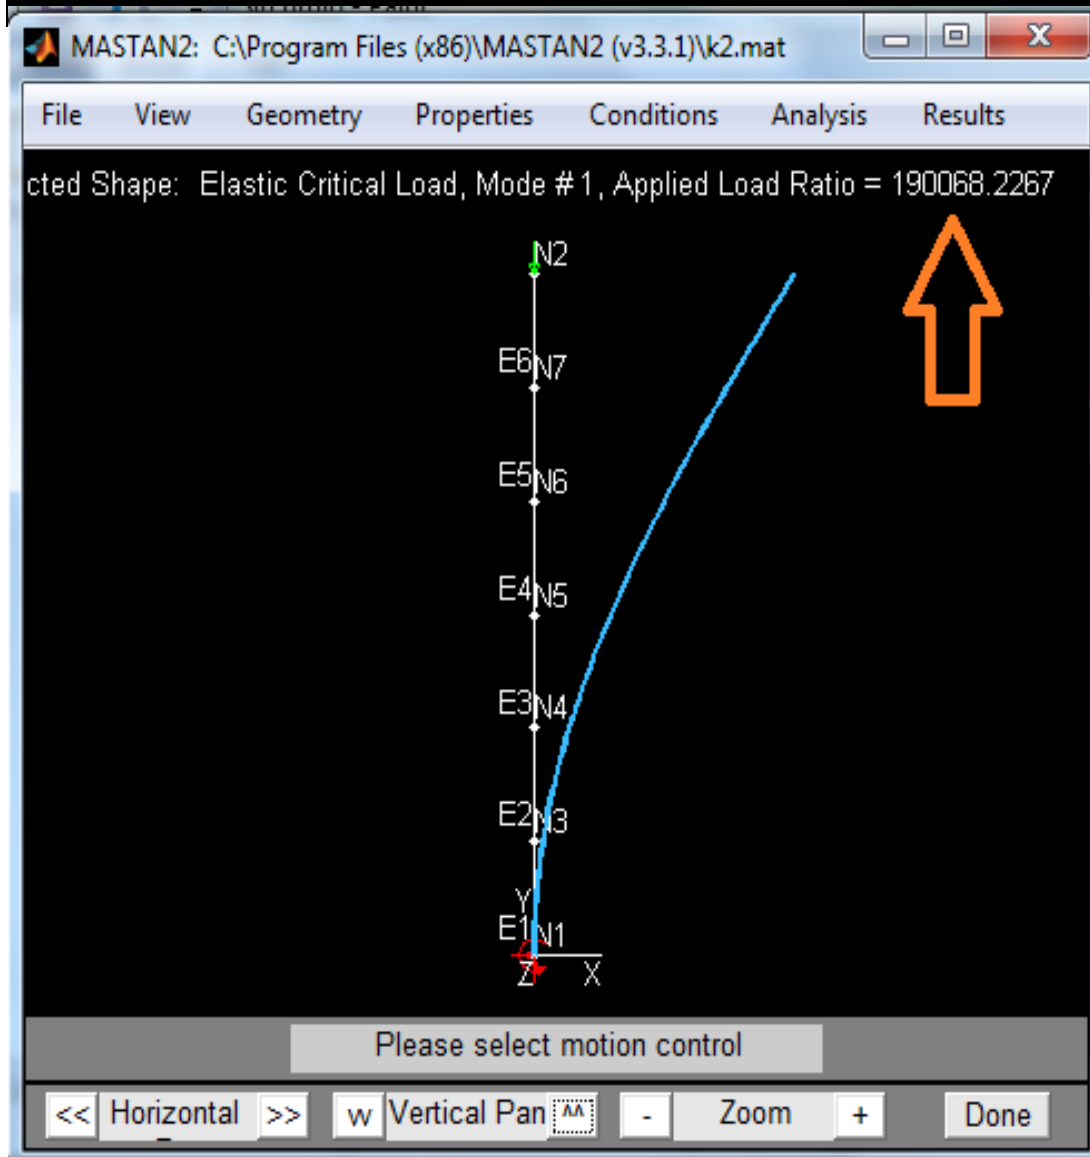 MASTAN2: C:\Program Files (x86)\MASTAN2 (v3.3.1)\k2.mat
File View Geometry Properties Conditions Analysis Results
cted Shape: Elastic Critical Load, Mode # 1, Applied Load Ratio = 190068.2267
N2
E6 N7
E5 N6
E4 N5
E3 N4
E2 N3
Y
E1 N1
Z X
Please select motion control
<< Horizontal >> vv Vertical Pan ^^ - Zoom + Done